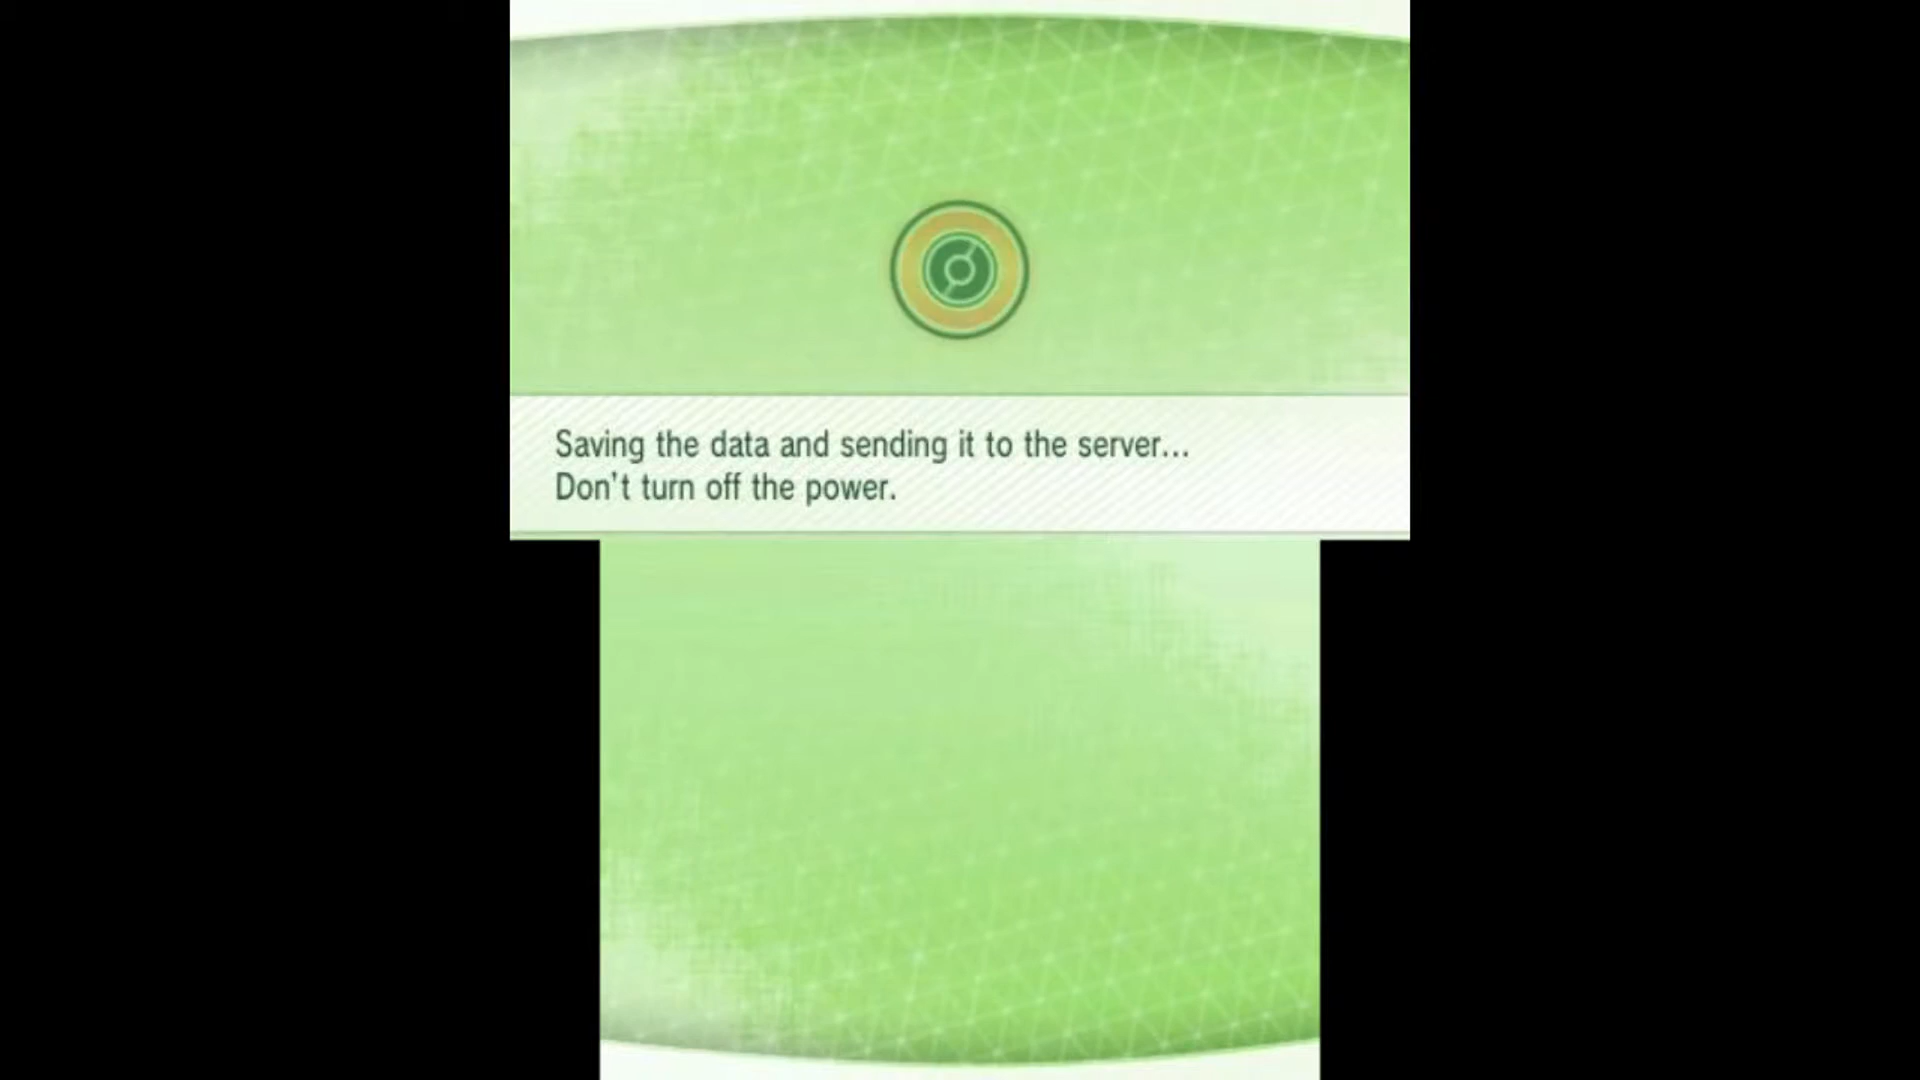 Saving the data and sending it to the server...
Don't turn off the power.